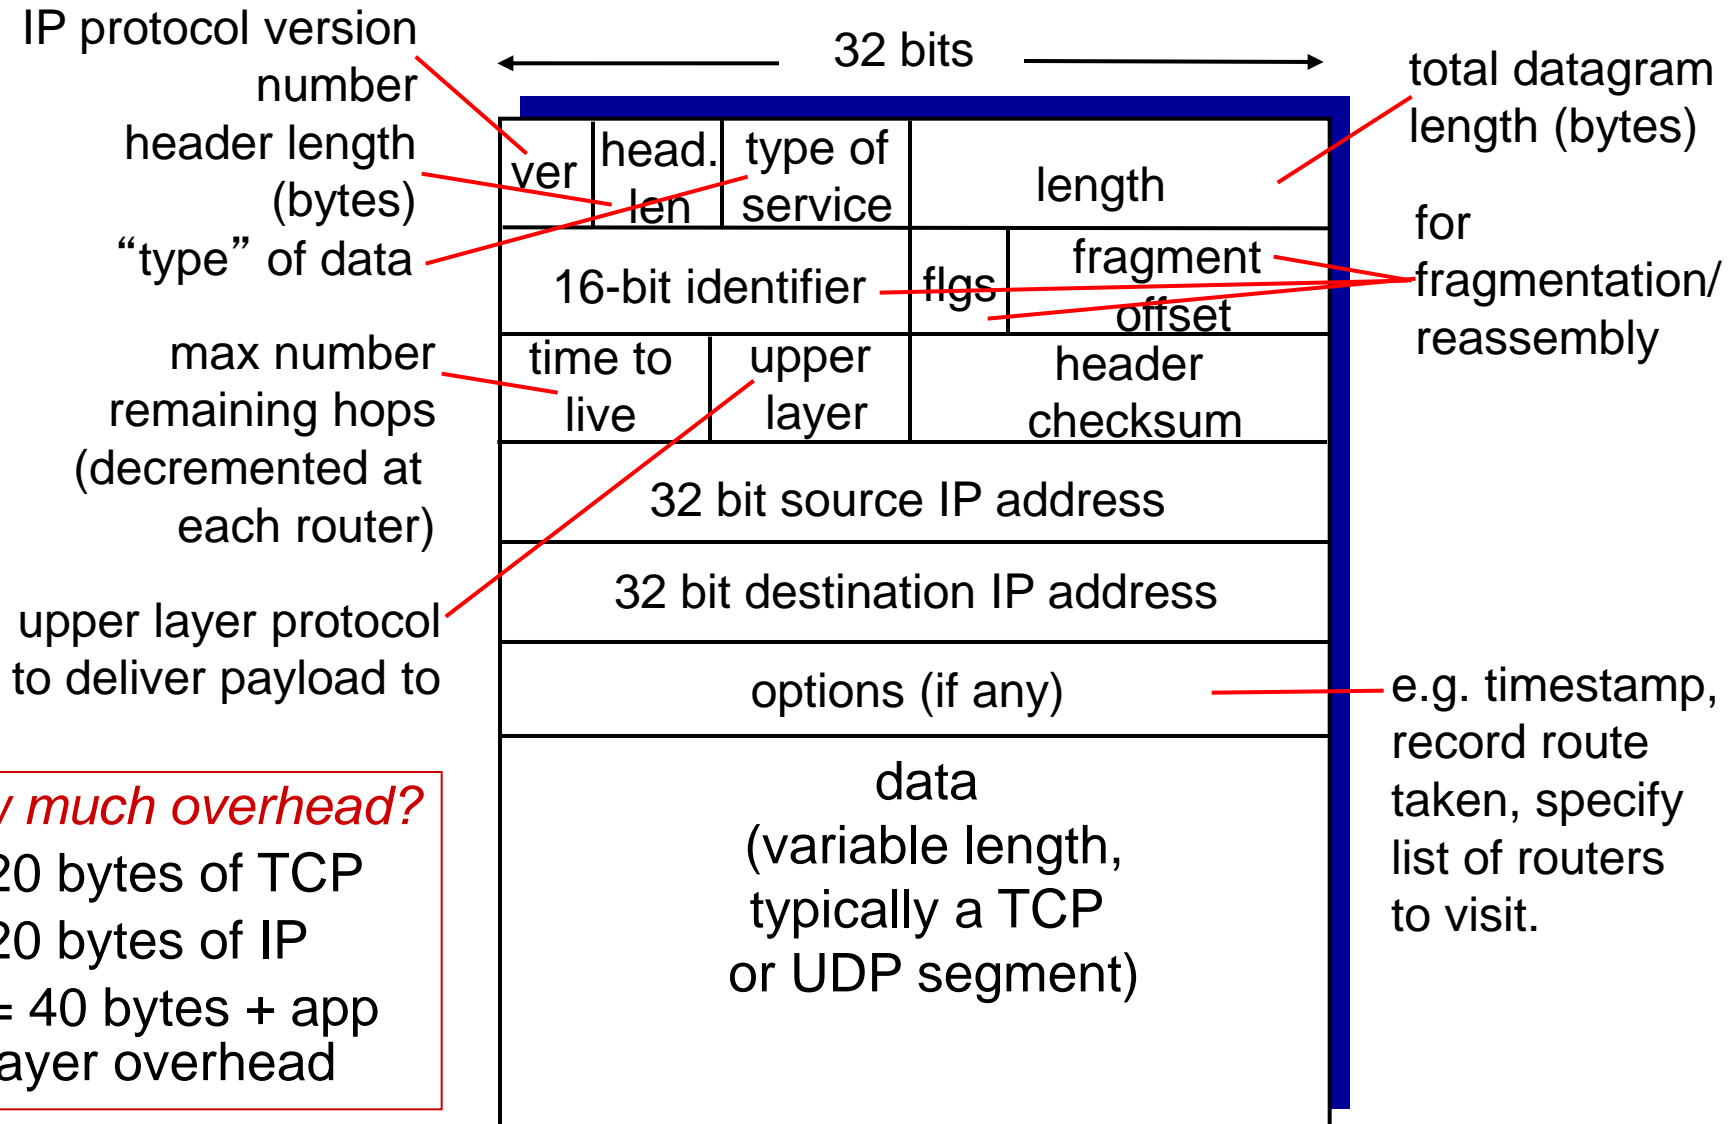 IP protocol version
number
header length
(bytes)
“type” of data
max number
remaining hops
(decremented at
each router)
upper layer protocol
to deliver payload to
much overhead?
20 bytes of TCP
20 bytes of IP
= 40 bytes + app
overhead
32 bits
ver
head.
len
type of
service
length
16-bit identifier
flgs
fragment
offset
time to
live
upper
layer
header
checksum
32 bit source IP address
32 bit destination IP address
options (if any)
data
(variable length,
typically a TCP
or UDP segment)
total datagram
length (bytes)
for
fragmentation/
reassembly
e.g. timestamp,
record route
taken, specify
list of routers
to visit.